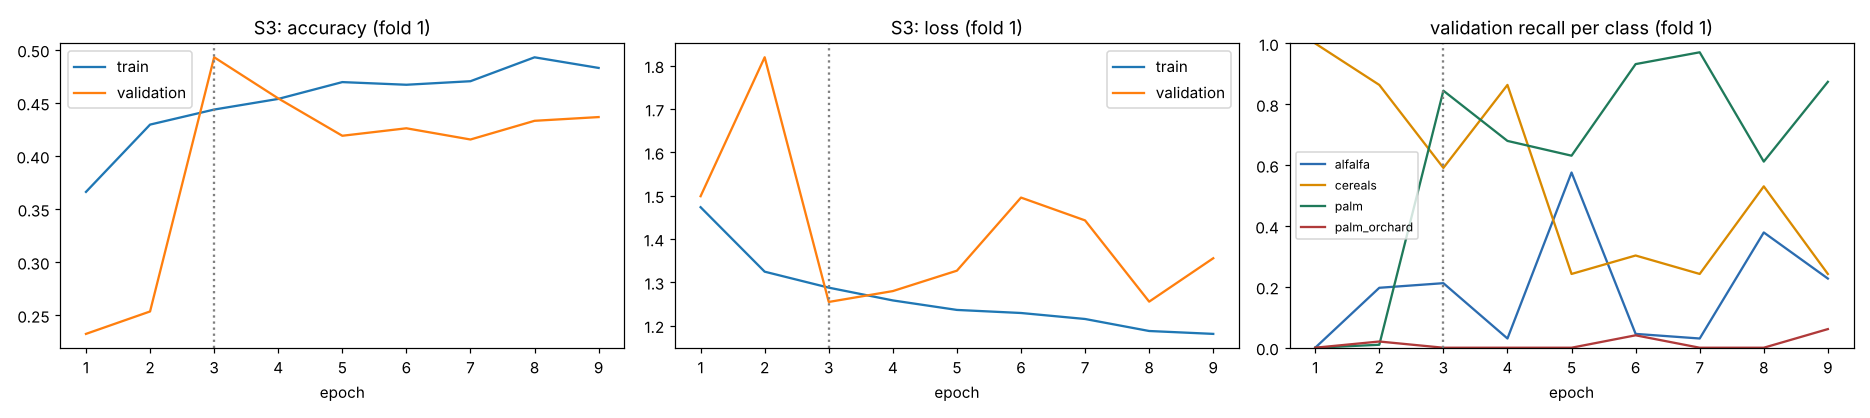 S3: accuracy (fold 1)
0.50
0.45
0.40
0.35
0.30
0.25
train
validation
1 2 3 4 5 6 7 8 9
epoch
S3: loss (fold 1)
1.8
1.7
1.6
1.5
1.4
1.3
1.2
train
validation
1 2 3 4 5 6 7 8 9
epoch
validation recall per class (fold 1)
1.0
0.8
0.6
0.4
0.2
0.0
alfalfa
cereals
palm
palm_orchard
1 2 3 4 5 6 7 8 9
epoch